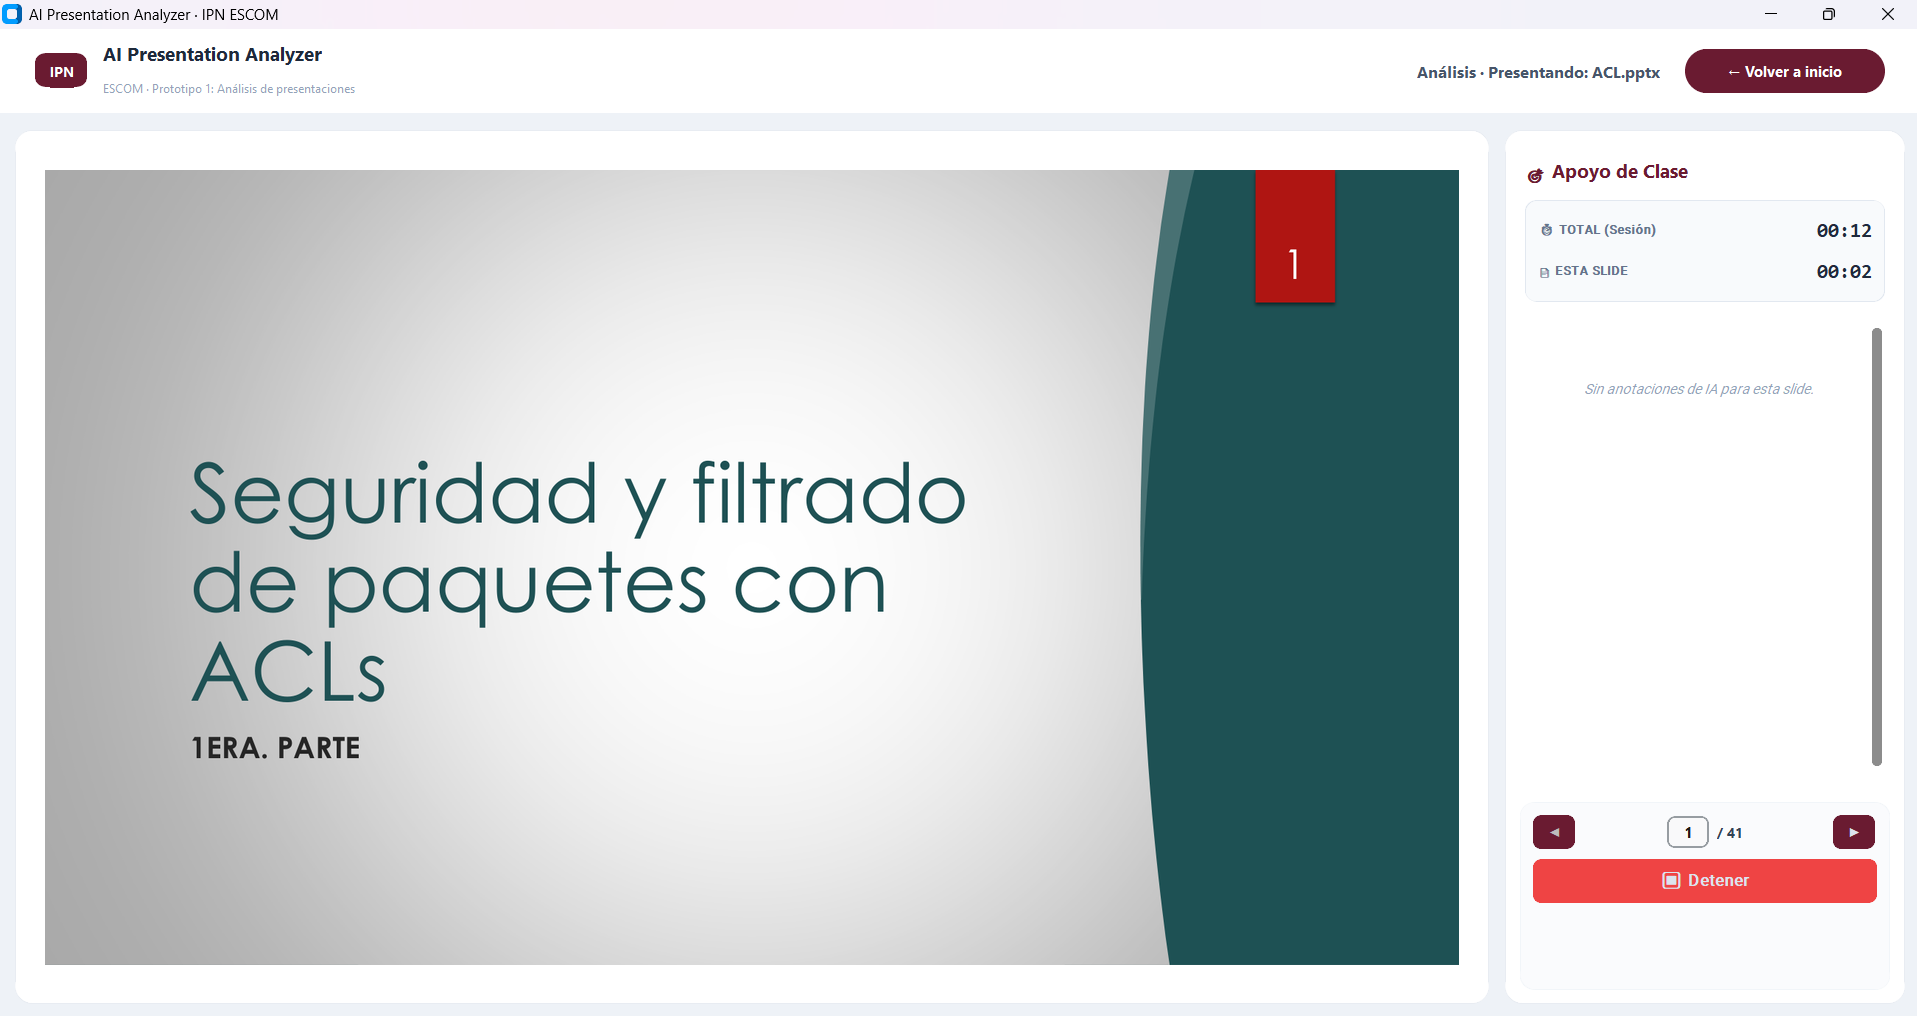 AI Presentation Analyzer · IPN ESCOM
IPN
AI Presentation Analyzer
ESCOM · Prototipo 1: Análisis de presentaciones
Análisis · Presentando: ACL.pptx
← Volver a inicio
1
Seguridad y filtrado
de paquetes con
ACLs
1ERA. PARTE
Apoyo de Clase
TOTAL (Sesión) 00:12
ESTA SLIDE 00:02
Sin anotaciones de IA para esta slide.
◄ 1 / 41 ►
Detener